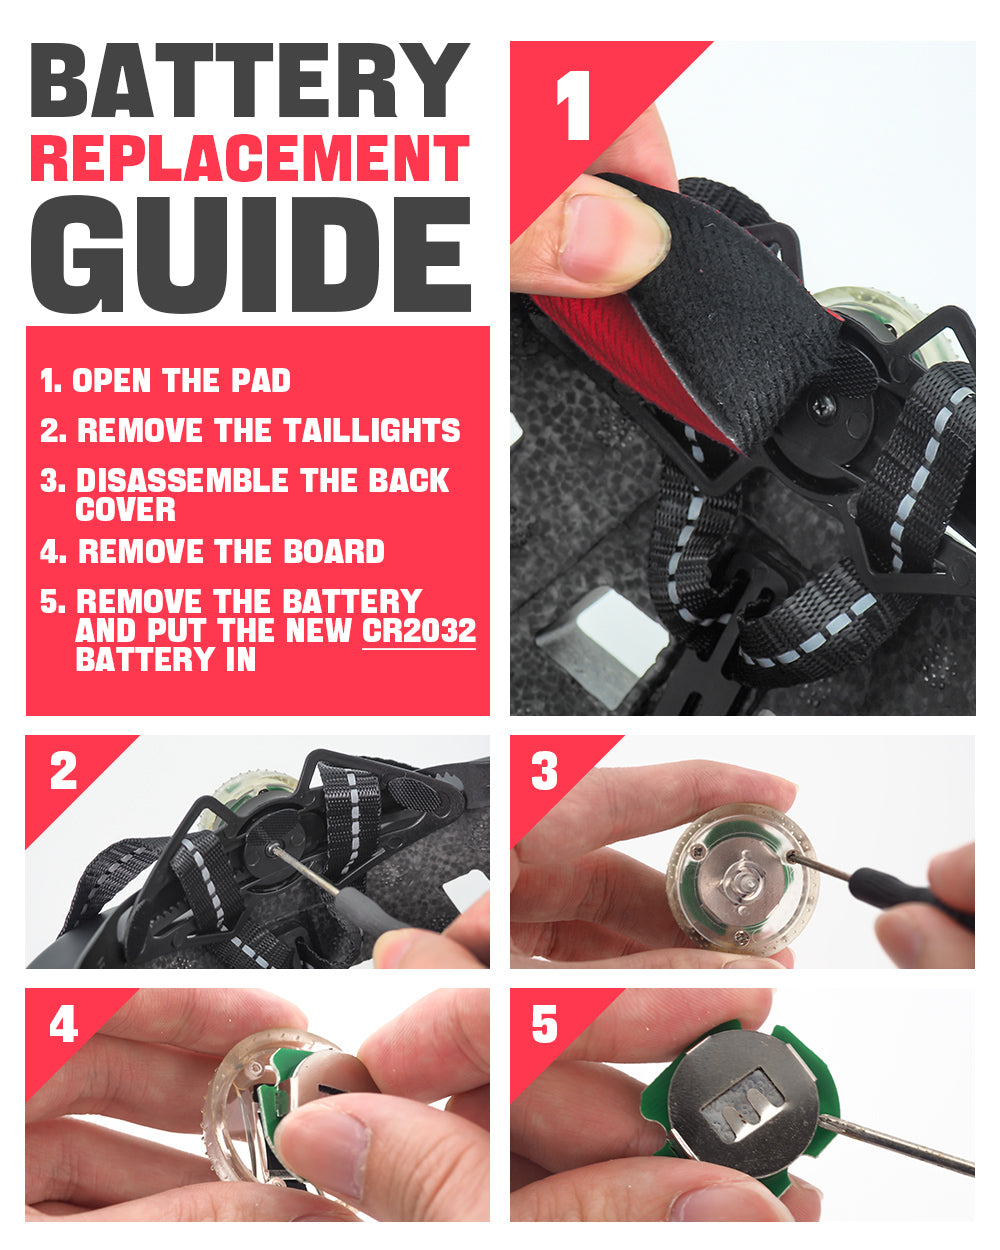 BATTERY
REPLACEMENT
GUIDE
1. OPEN THE PAD
2. REMOVE THE TAILLIGHTS
3. DISASSEMBLE THE BACK
COVER
4. REMOVE THE BOARD
5. REMOVE THE BATTERY
AND PUT THE NEW CR2032
BATTERY IN
1
2
3
4
5